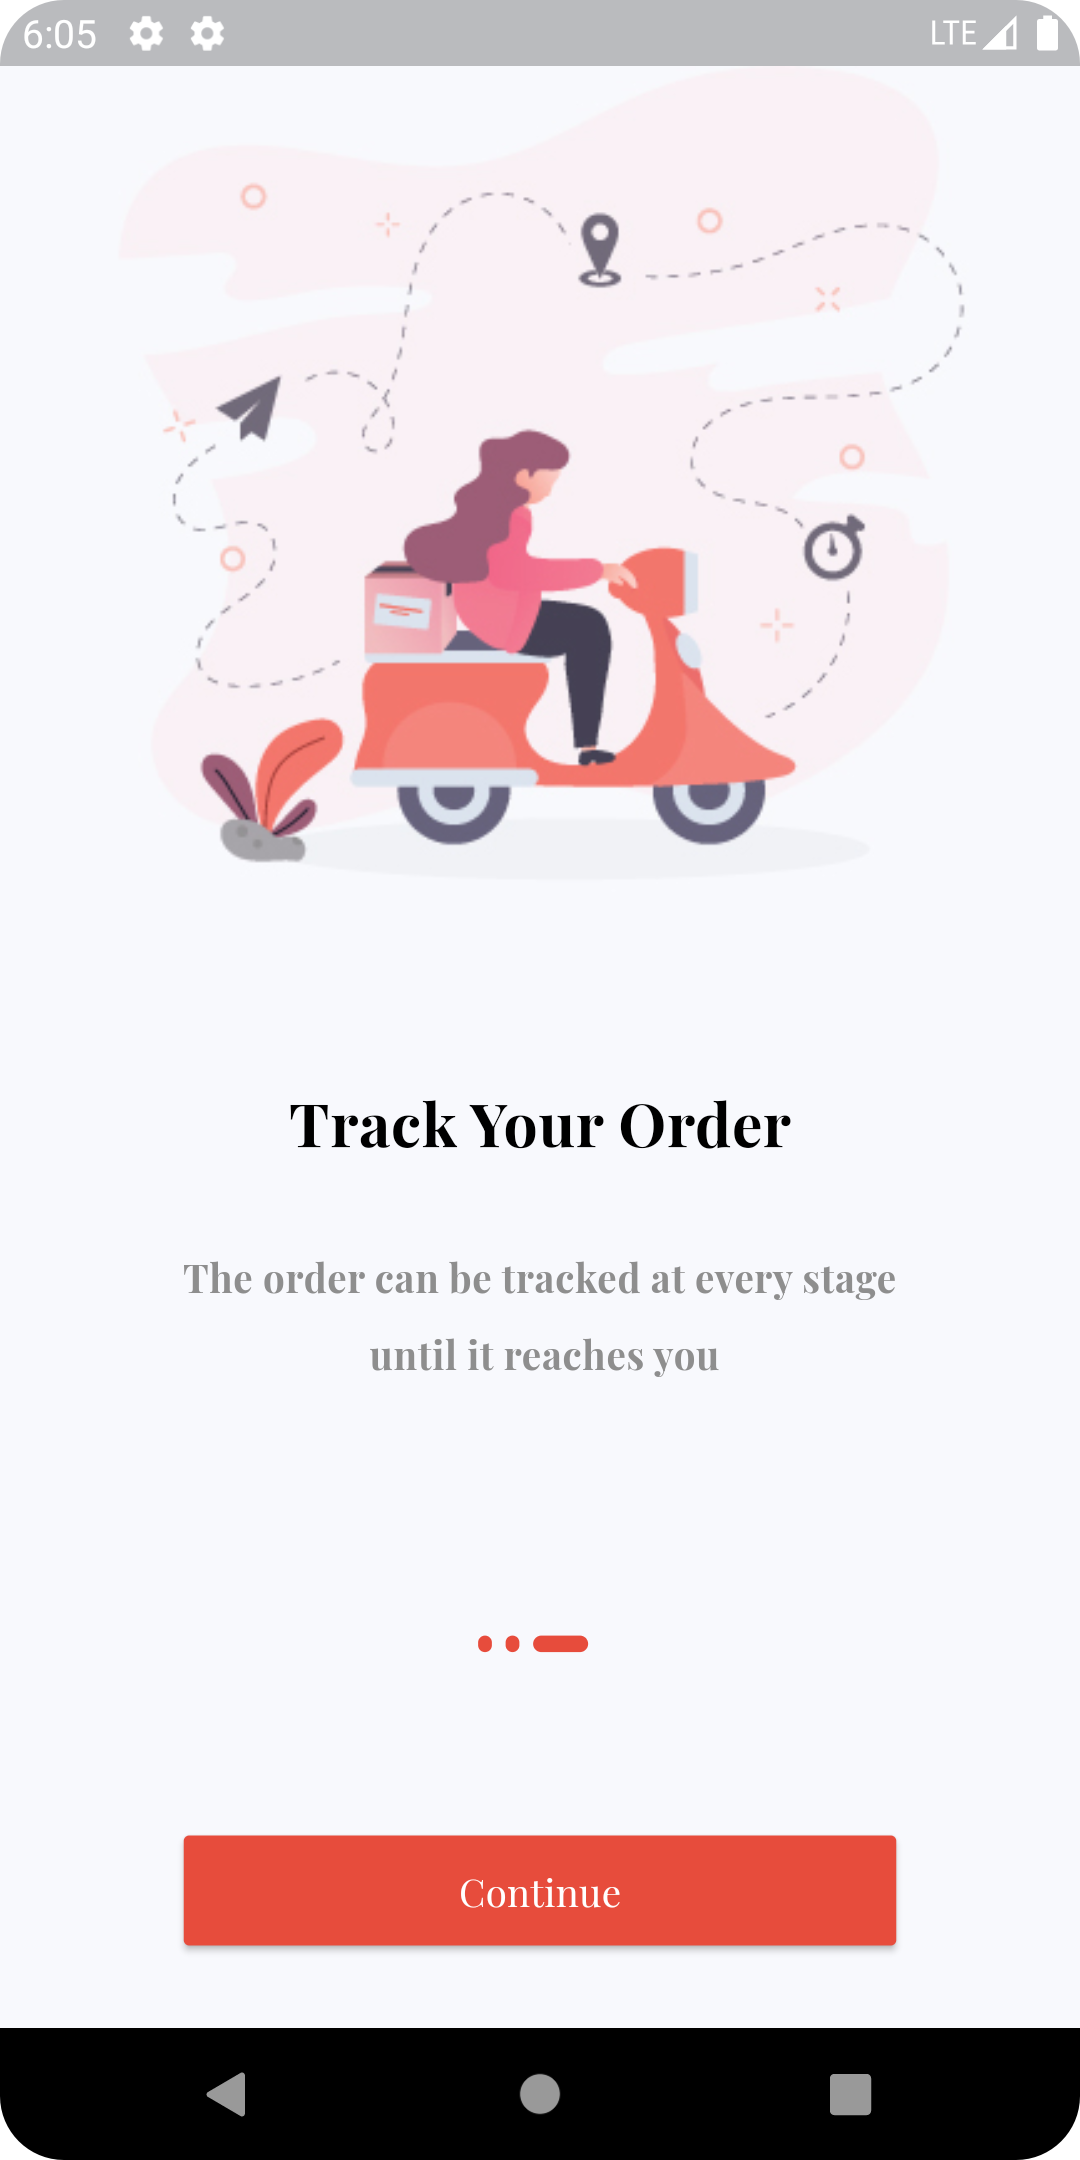 6:05
LTE
Track Your Order
The order can be tracked at every stage
until it reaches you
Continue